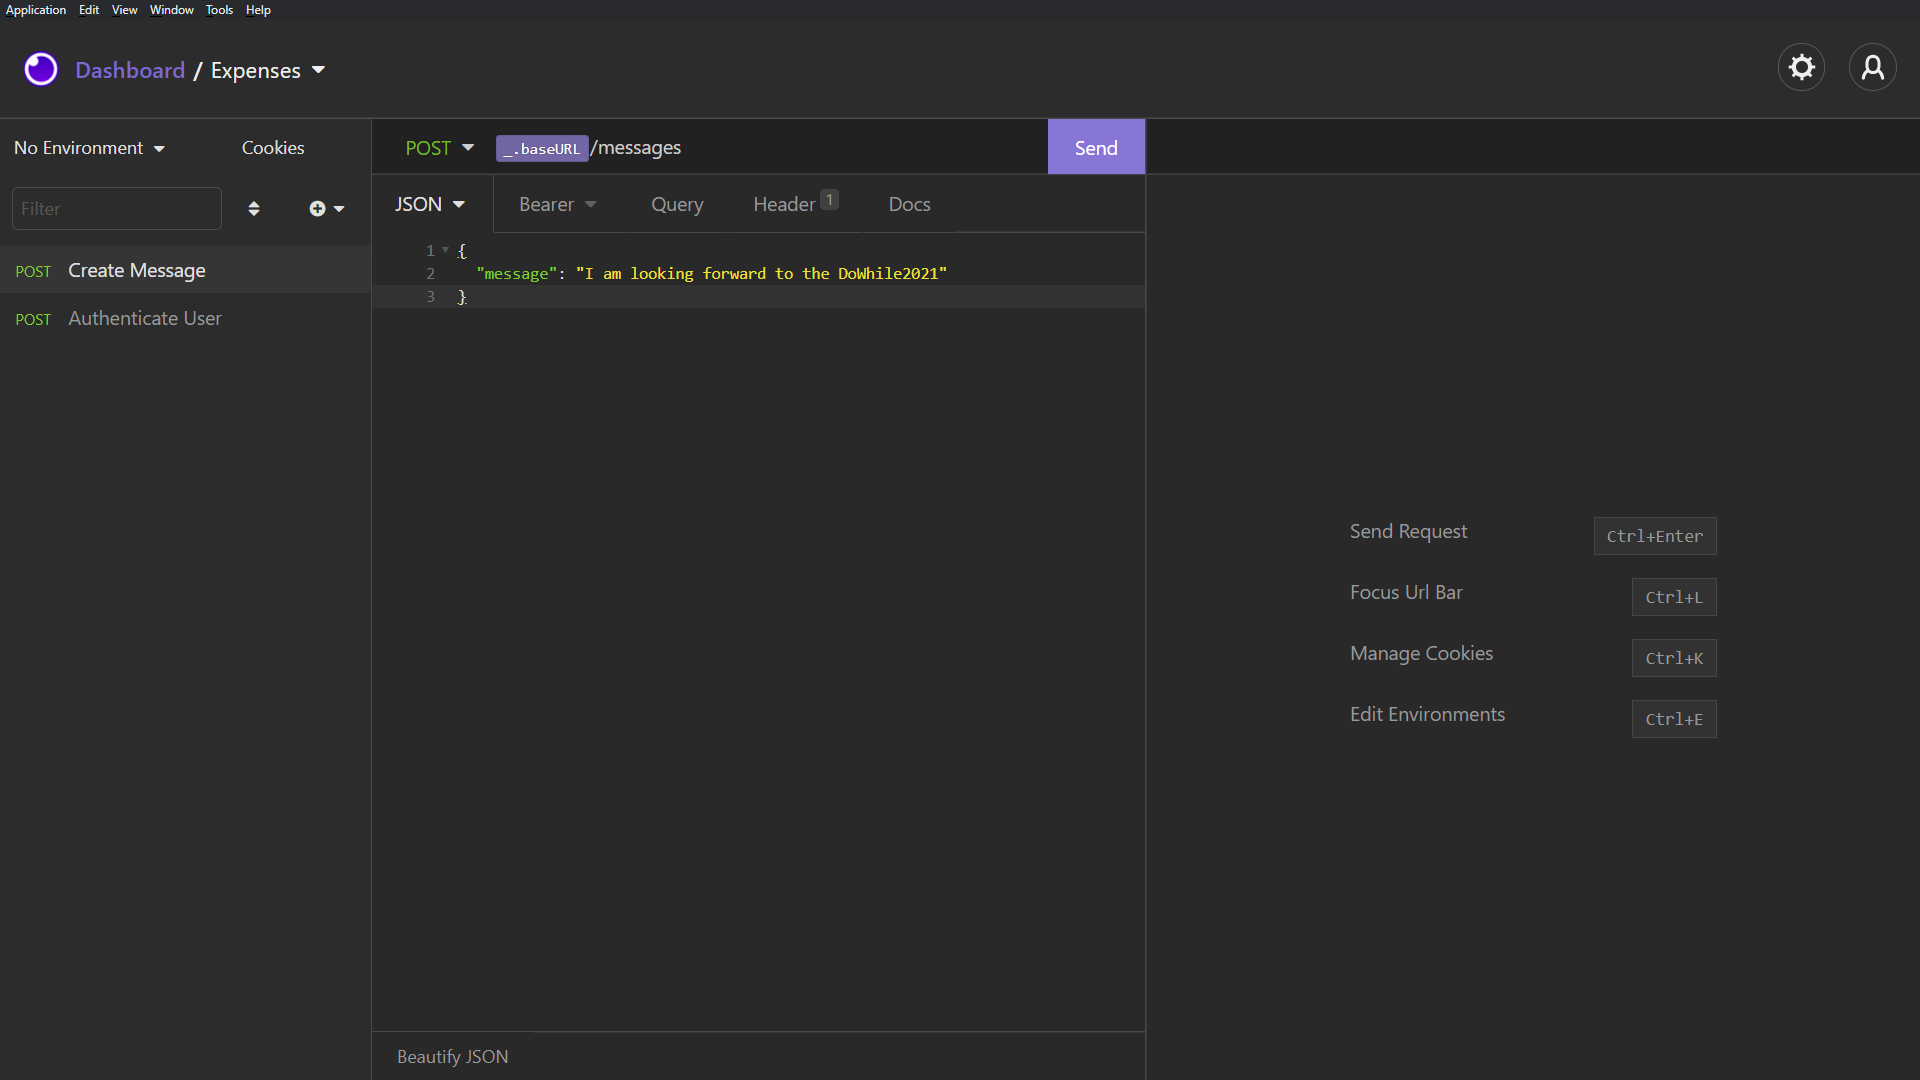 Application Edit View Window Tools Help
Dashboard / Expenses
No Environment Cookies
POST _.baseURL/messages Send
Filter
JSON Bearer Query Header 1 Docs
POST Create Message
POST Authenticate User
1 {
2 "message": "I am looking forward to the DoWhile2021"
3 }
Send Request Ctrl+Enter
Focus Url Bar Ctrl+L
Manage Cookies Ctrl+K
Edit Environments Ctrl+E
Beautify JSON